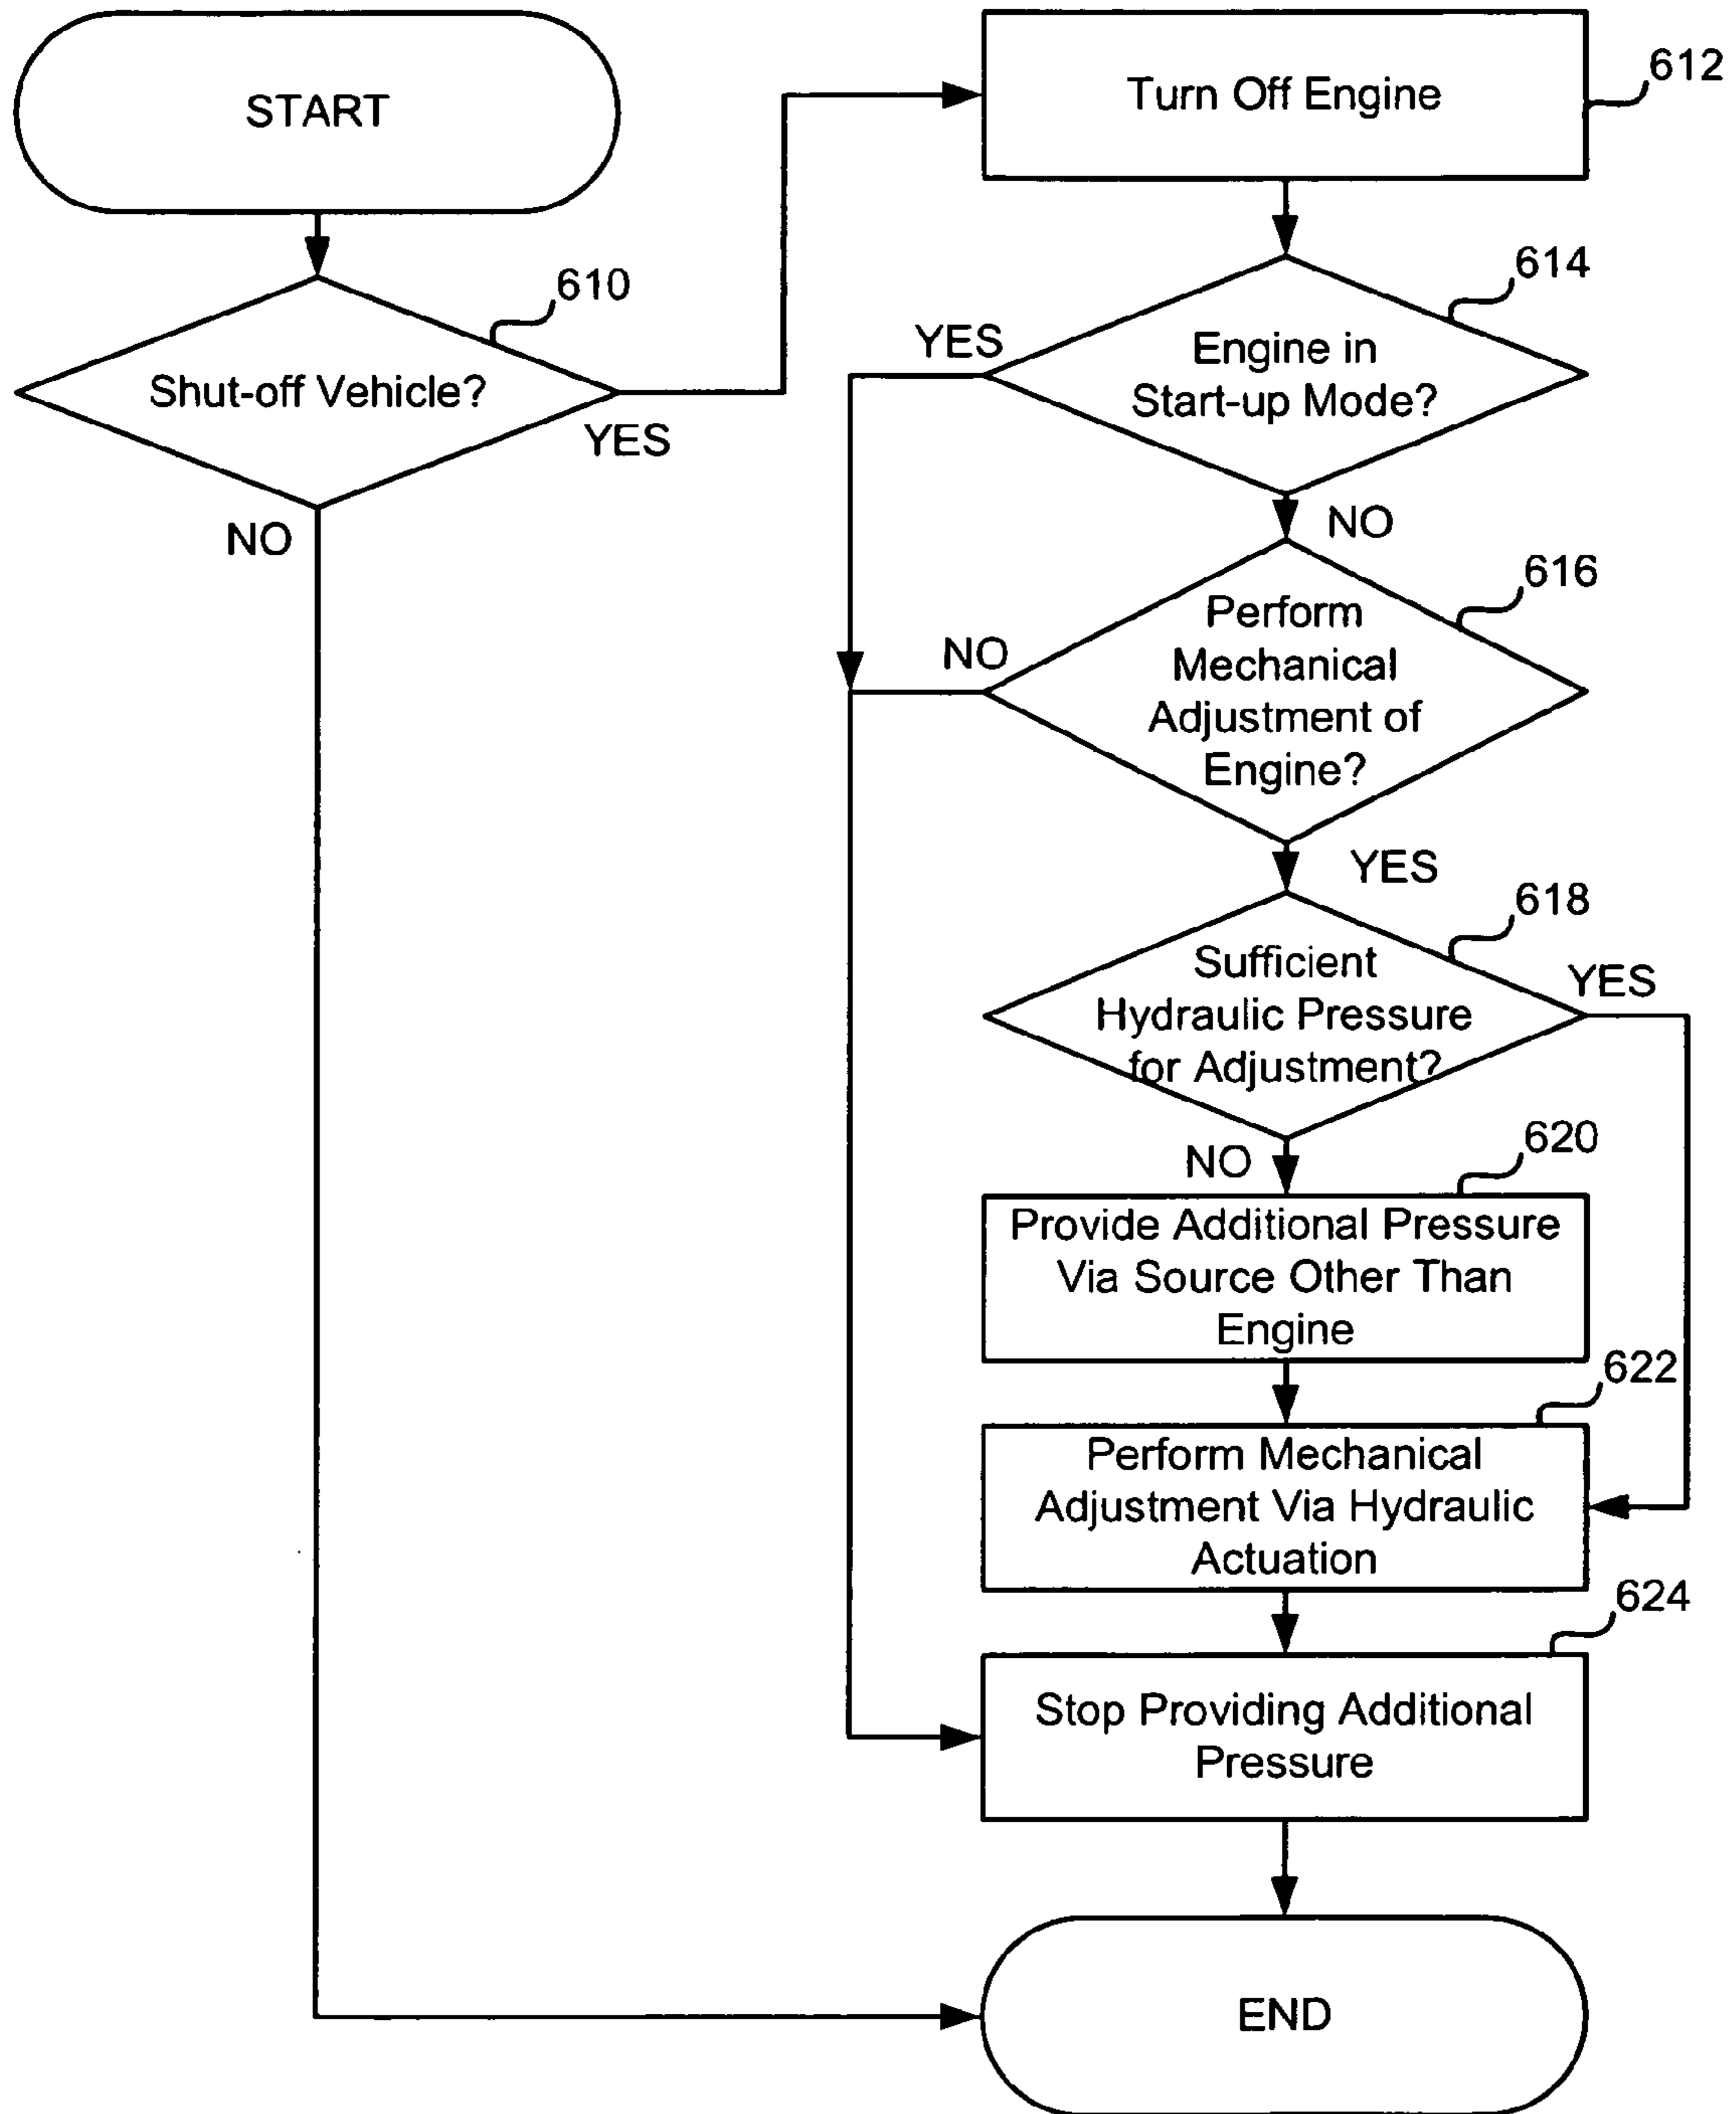 START
610
Shut-off Vehicle?
YES
NO
Turn Off Engine
612
614
Engine in
Start-up Mode?
YES
NO
616
Perform
Mechanical
Adjustment of
Engine?
NO
YES
618
Sufficient
Hydraulic Pressure
for Adjustment?
YES
NO
620
Provide Additional Pressure
Via Source Other Than
Engine
622
Perform Mechanical
Adjustment Via Hydraulic
Actuation
624
Stop Providing Additional
Pressure
END